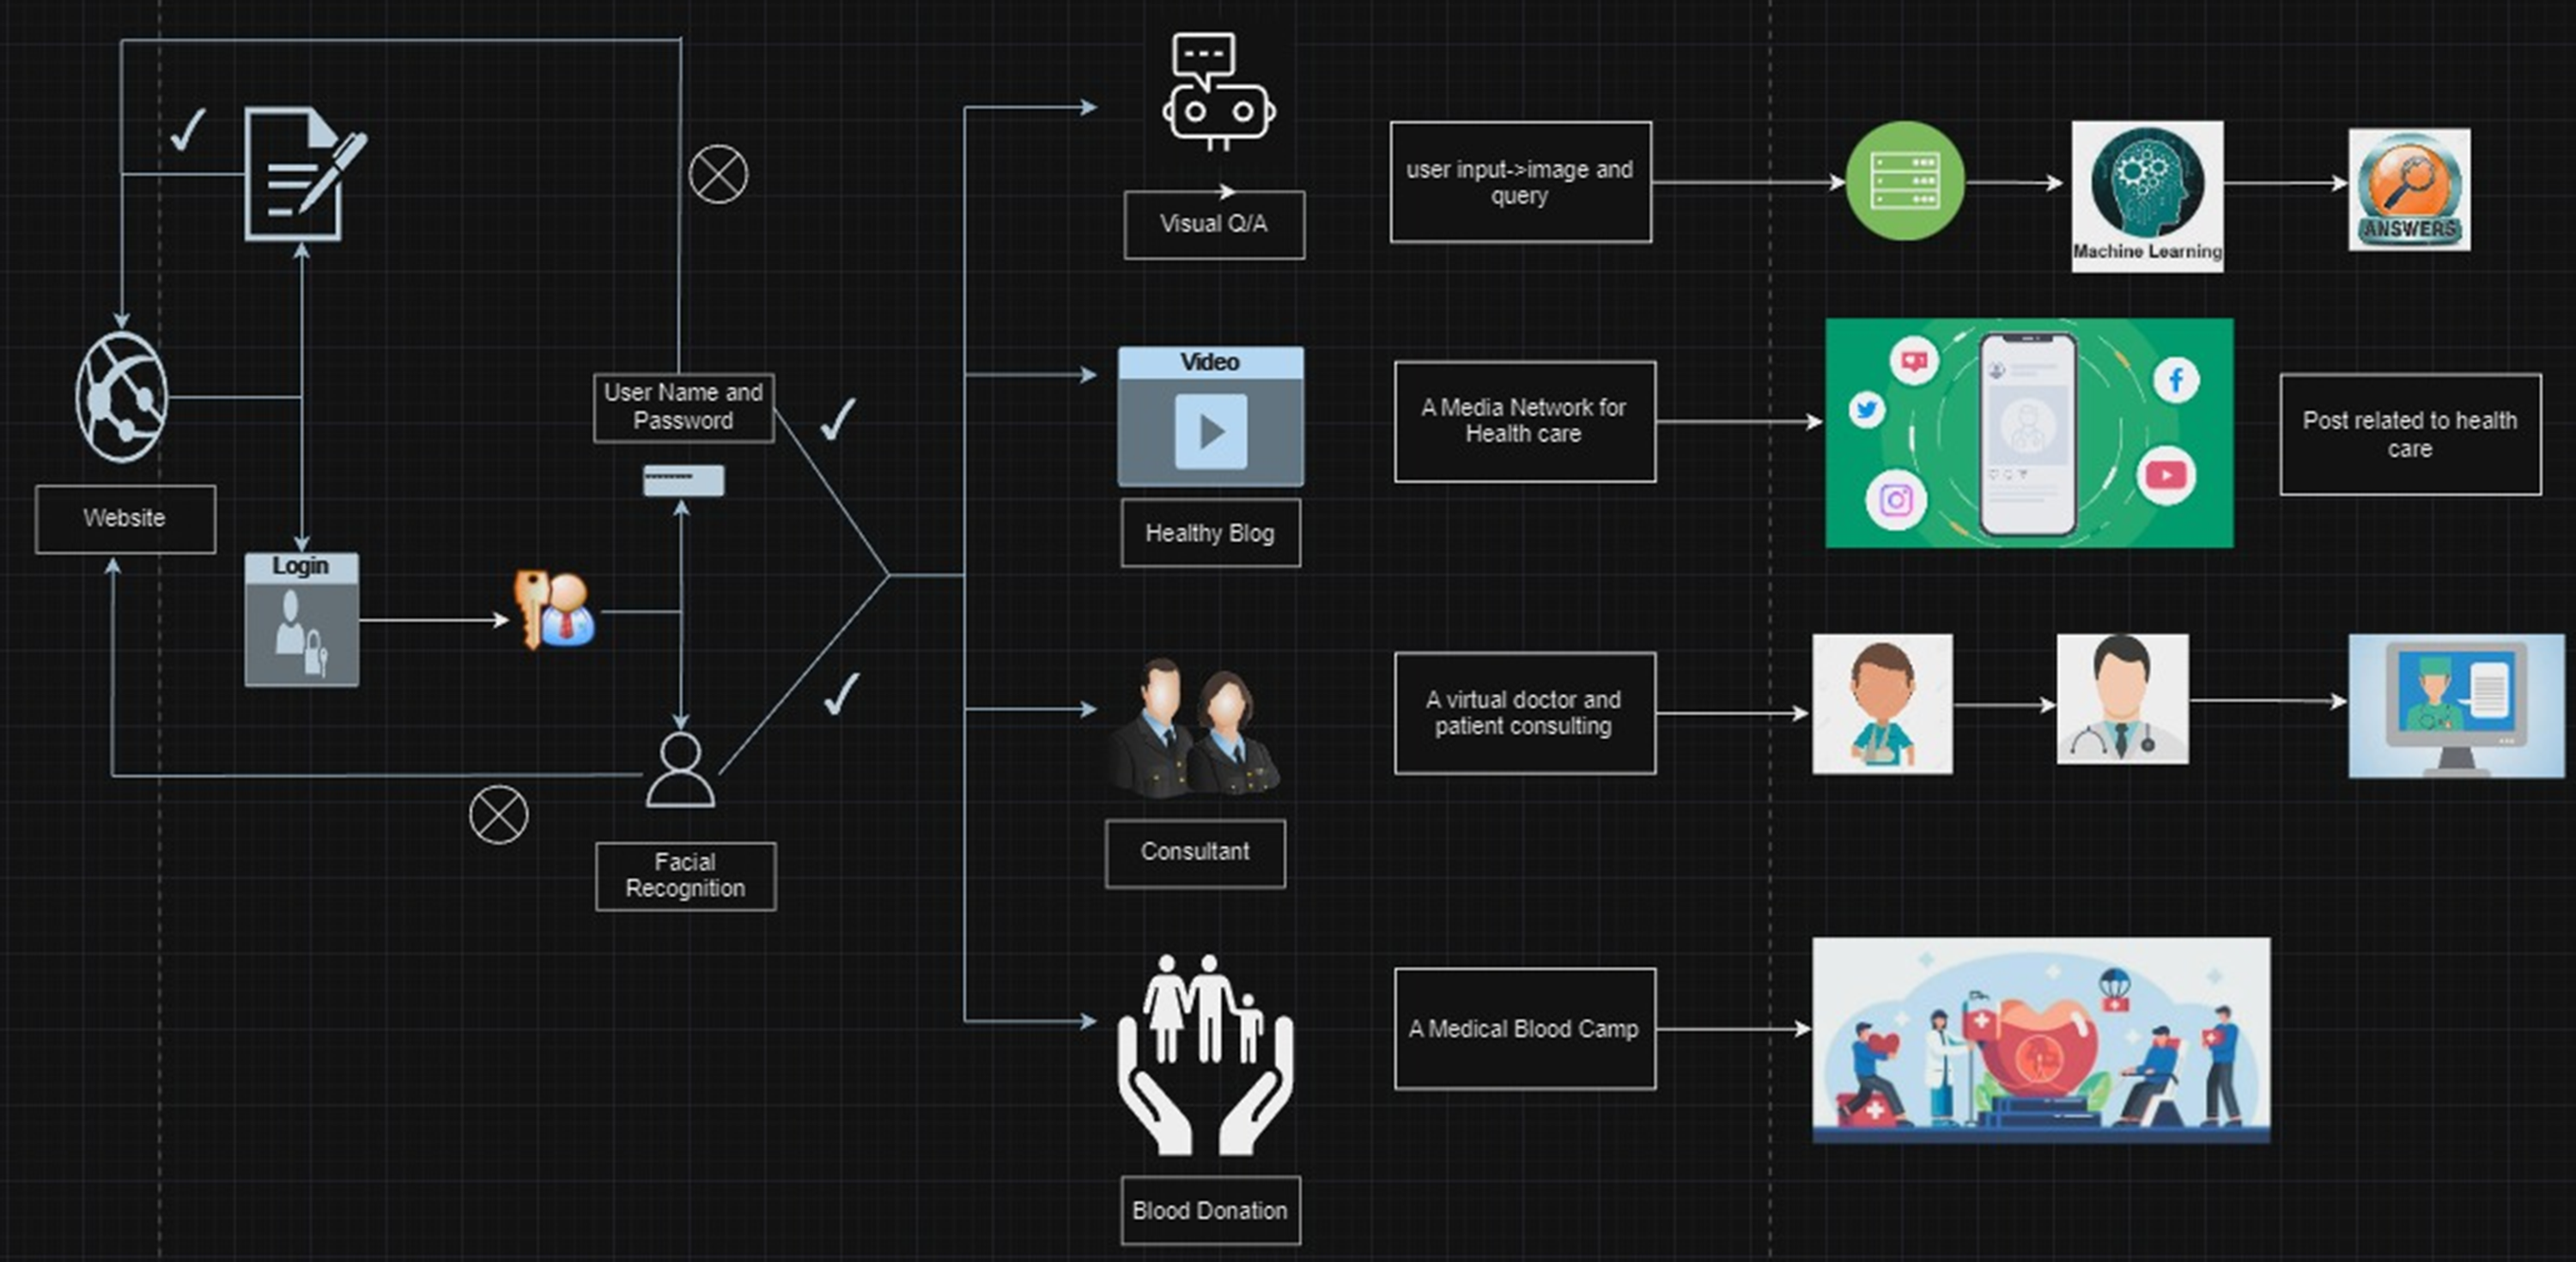 Website
Login
User Name and
Password
Facial
Recognition
Visual Q/A
user input->image and
query
Machine Learning
ANSWERS
Video
Healthy Blog
A Media Network for
Health care
Post related to health
care
Consultant
A virtual doctor and
patient consulting
Blood Donation
A Medical Blood Camp